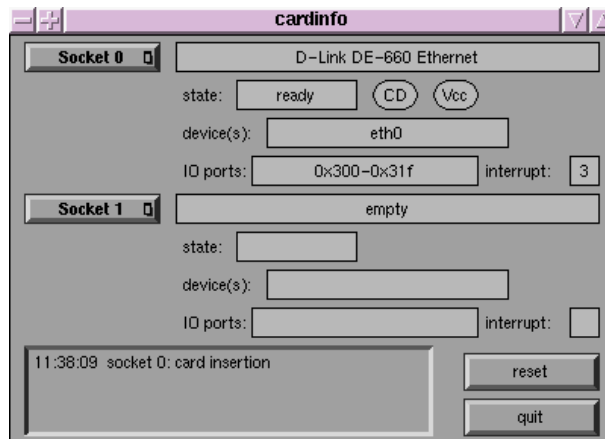 cardinfo
Socket 0 D-Link DE-660 Ethernet
state: ready CD Vcc
device(s): eth0
IO ports: 0x300-0x31f interrupt: 3
Socket 1 empty
state:
device(s):
IO ports: interrupt:
11:38:09 socket 0: card insertion
reset
quit